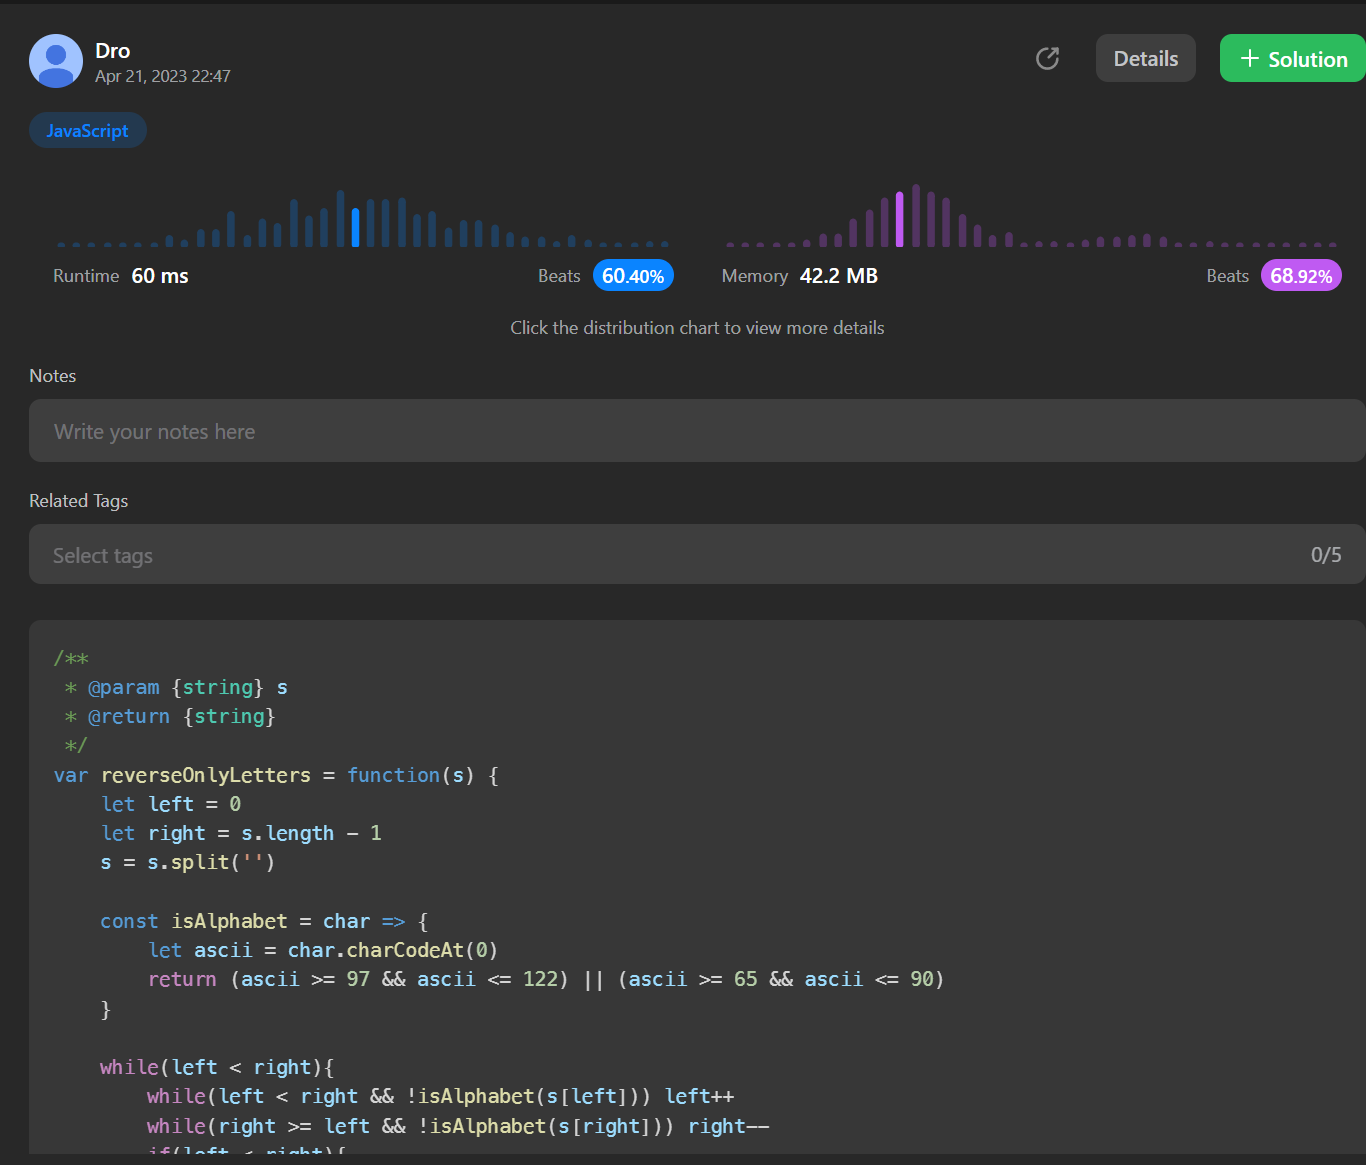 Dro
Apr 21, 2023 22:47
Details
+ Solution
JavaScript
Runtime 60 ms
Beats 60.40%
Memory 42.2 MB
Beats 68.92%
Click the distribution chart to view more details
Notes
Write your notes here
Related Tags
Select tags
0/5
/**
 * @param {string} s
 * @return {string}
 */
var reverseOnlyLetters = function(s) {
    let left = 0
    let right = s.length - 1
    s = s.split('')
    const isAlphabet = char => {
        let ascii = char.charCodeAt(0)
        return (ascii >= 97 && ascii <= 122) || (ascii >= 65 && ascii <= 90)
    }
    while(left < right){
        while(left < right && !isAlphabet(s[left])) left++
        while(right >= left && !isAlphabet(s[right])) right--
        if(left < right){